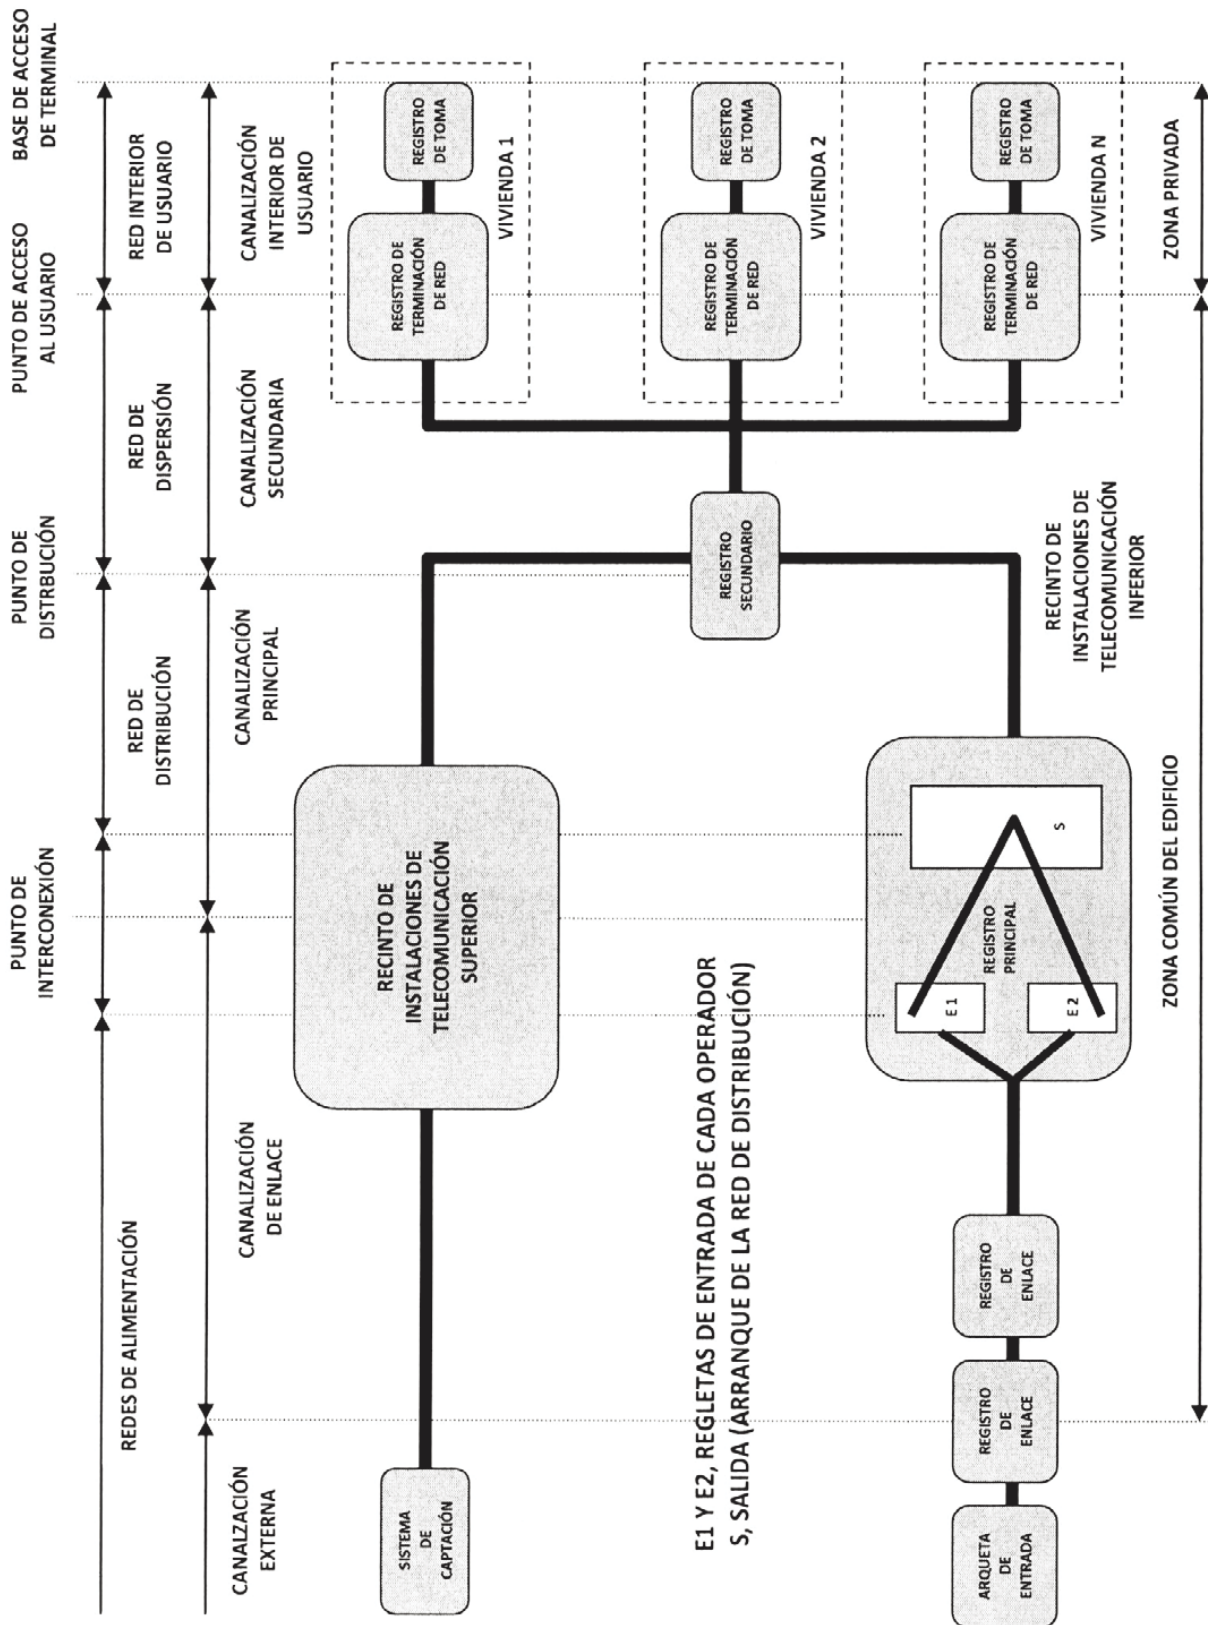 BASE DE ACCESO
DE TERMINAL
PUNTO DE ACCESO
AL USUARIO
PUNTO DE
DISTRIBUCIÓN
PUNTO DE
INTERCONEXIÓN
RED INTERIOR
DE USUARIO
RED DE
DISPERSIÓN
RED DE
DISTRIBUCIÓN
REDES DE ALIMENTACIÓN
CANALIZACIÓN
INTERIOR DE
USUARIO
CANALIZACIÓN
SECUNDARIA
CANALIZACIÓN
PRINCIPAL
CANALIZACIÓN
DE ENLACE
CANALZACIÓN
EXTERNA
REGISTRO
DE TOMA
REGISTRO DE
TERMINACIÓN
DE RED
VIVIENDA 1
REGISTRO
DE TOMA
REGISTRO DE
TERMINACIÓN
DE RED
VIVIENDA 2
REGISTRO
DE TOMA
REGISTRO DE
TERMINACIÓN
DE RED
VIVIENDA N
REGISTRO
SECUNDARIO
RECINTO DE
INSTALACIONES DE
TELECOMUNICACIÓN
SUPERIOR
SISTEMA
DE
CAPTACIÓN
E1 Y E2, REGLETAS DE ENTRADA DE CADA OPERADOR
S, SALIDA (ARRANQUE DE LA RED DE DISTRIBUCIÓN)
RECINTO DE
INSTALACIONES DE
TELECOMUNICACIÓN
INFERIOR
S
REGISTRO
PRINCIPAL
E1
E2
REGISTRO
DE
ENLACE
REGISTRO
DE
ENLACE
ARQUETA
DE
ENTRADA
ZONA PRIVADA
ZONA COMÚN DEL EDIFICIO